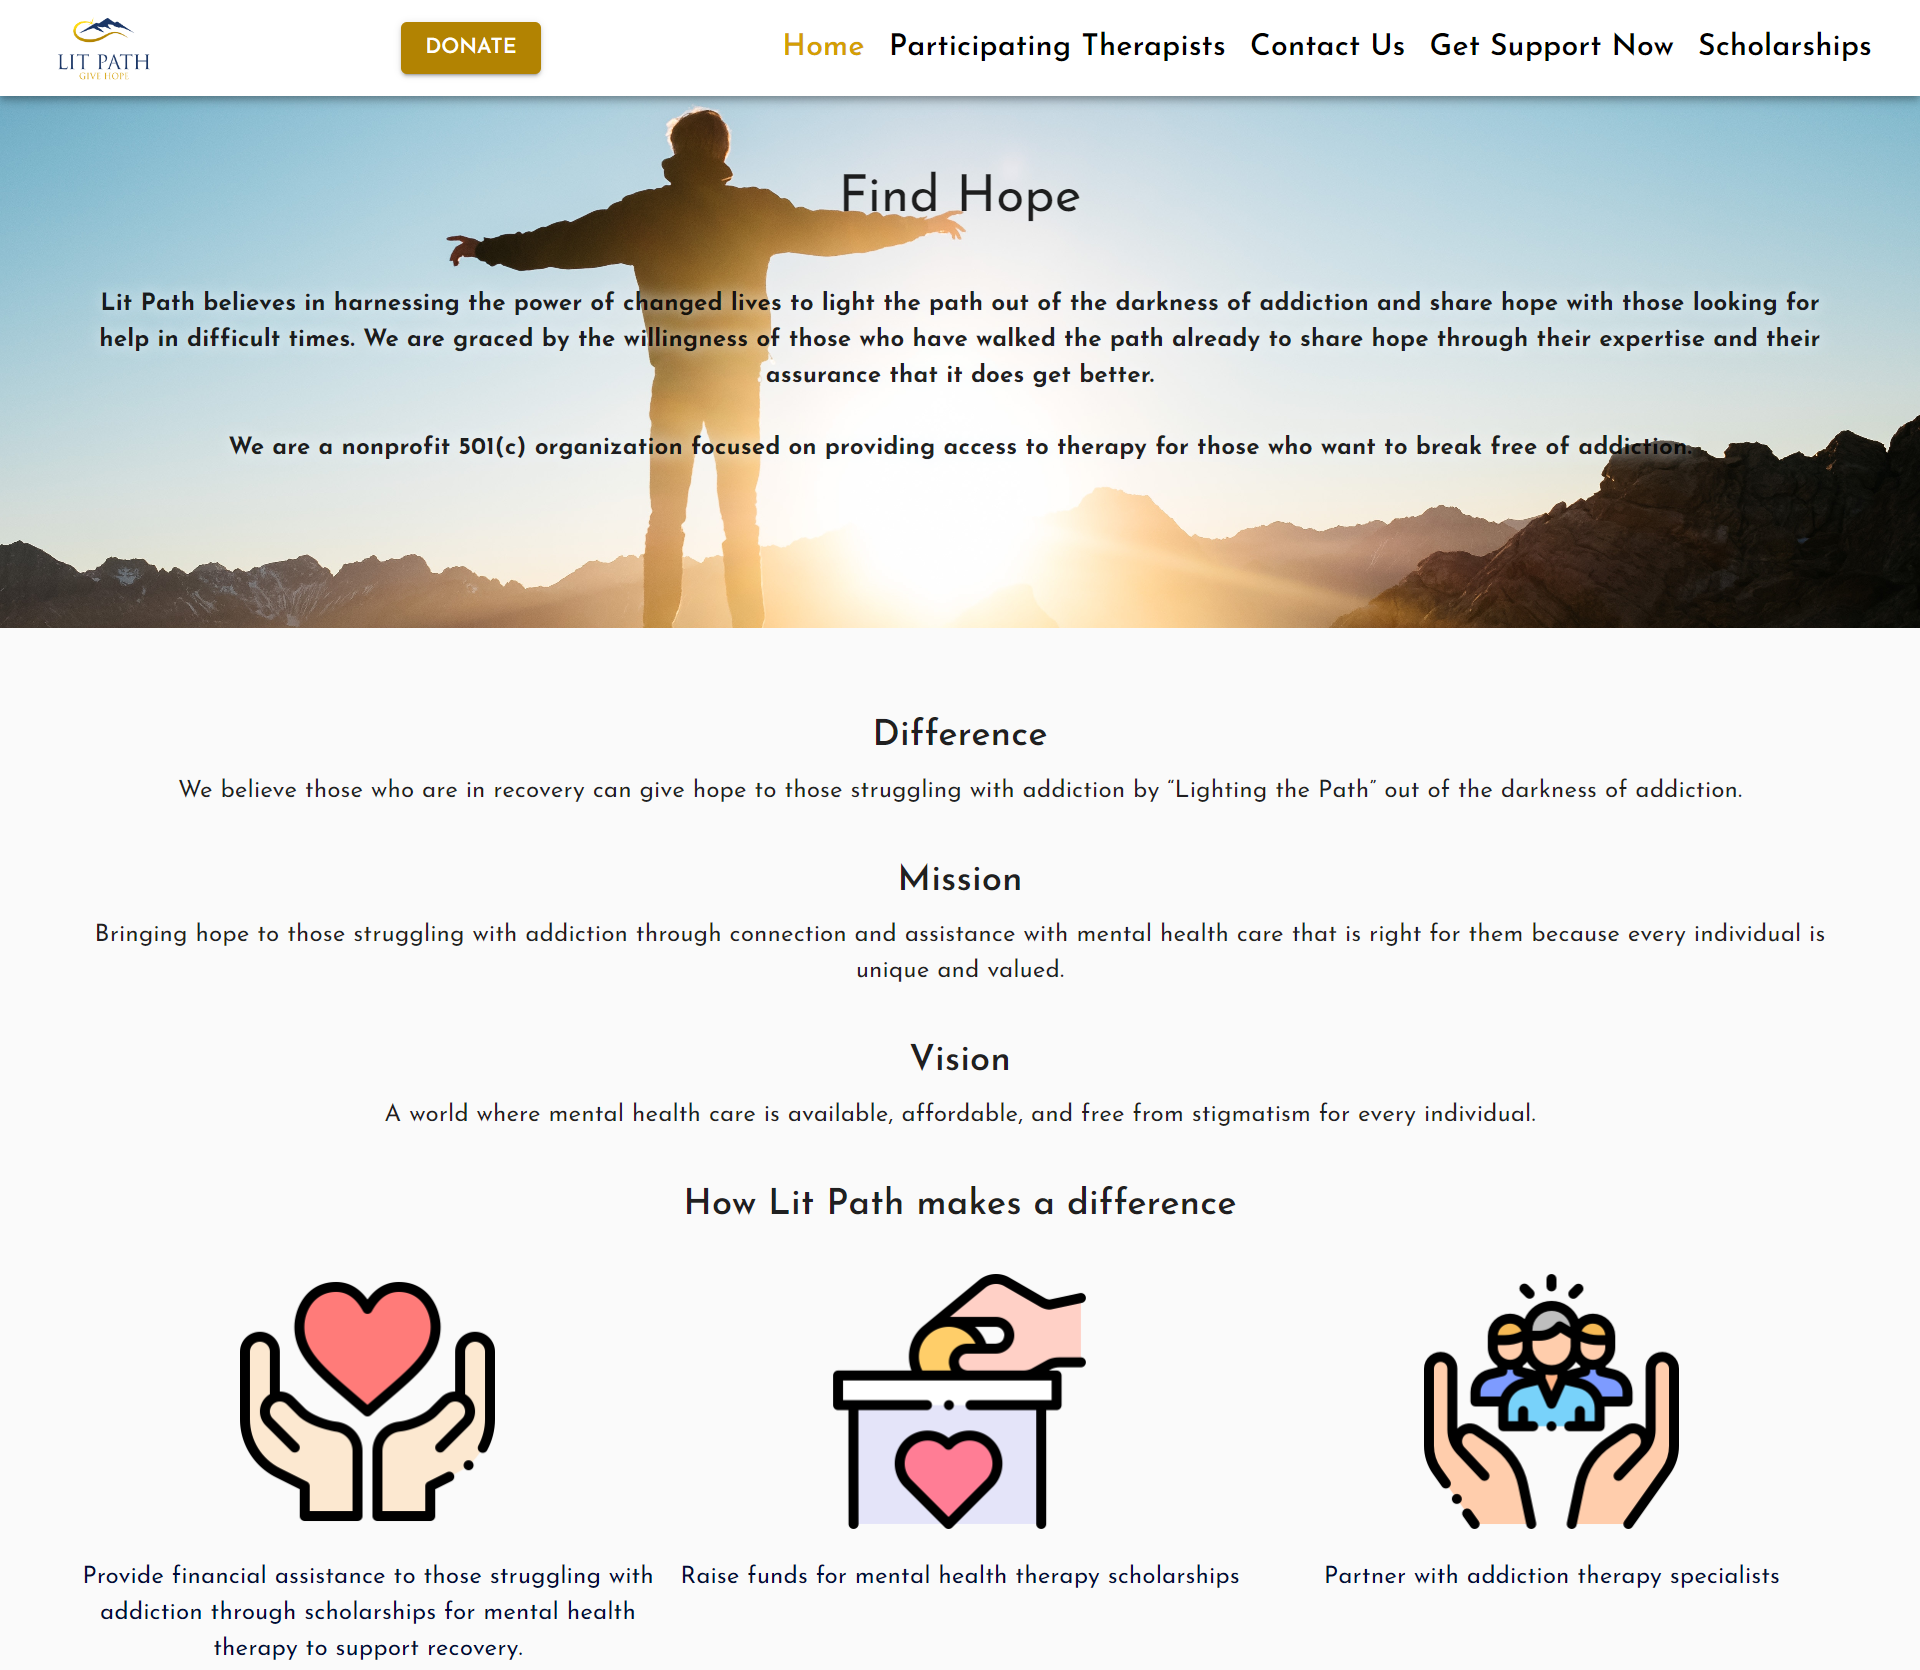 LIT PATH
GIVE HOPE
DONATE
Home Participating Therapists Contact Us Get Support Now Scholarships
Find Hope
Lit Path believes in harnessing the power of changed lives to light the path out of the darkness of addiction and share hope with those looking for
help in difficult times. We are graced by the willingness of those who have walked the path already to share hope through their expertise and their
assurance that it does get better.
We are a nonprofit 501(c) organization focused on providing access to therapy for those who want to break free of addiction.
Difference
We believe those who are in recovery can give hope to those struggling with addiction by “Lighting the Path” out of the darkness of addiction.
Mission
Bringing hope to those struggling with addiction through connection and assistance with mental health care that is right for them because every individual is
unique and valued.
Vision
A world where mental health care is available, affordable, and free from stigmatism for every individual.
How Lit Path makes a difference
Provide financial assistance to those struggling with
addiction through scholarships for mental health
therapy to support recovery.
Raise funds for mental health therapy scholarships
Partner with addiction therapy specialists